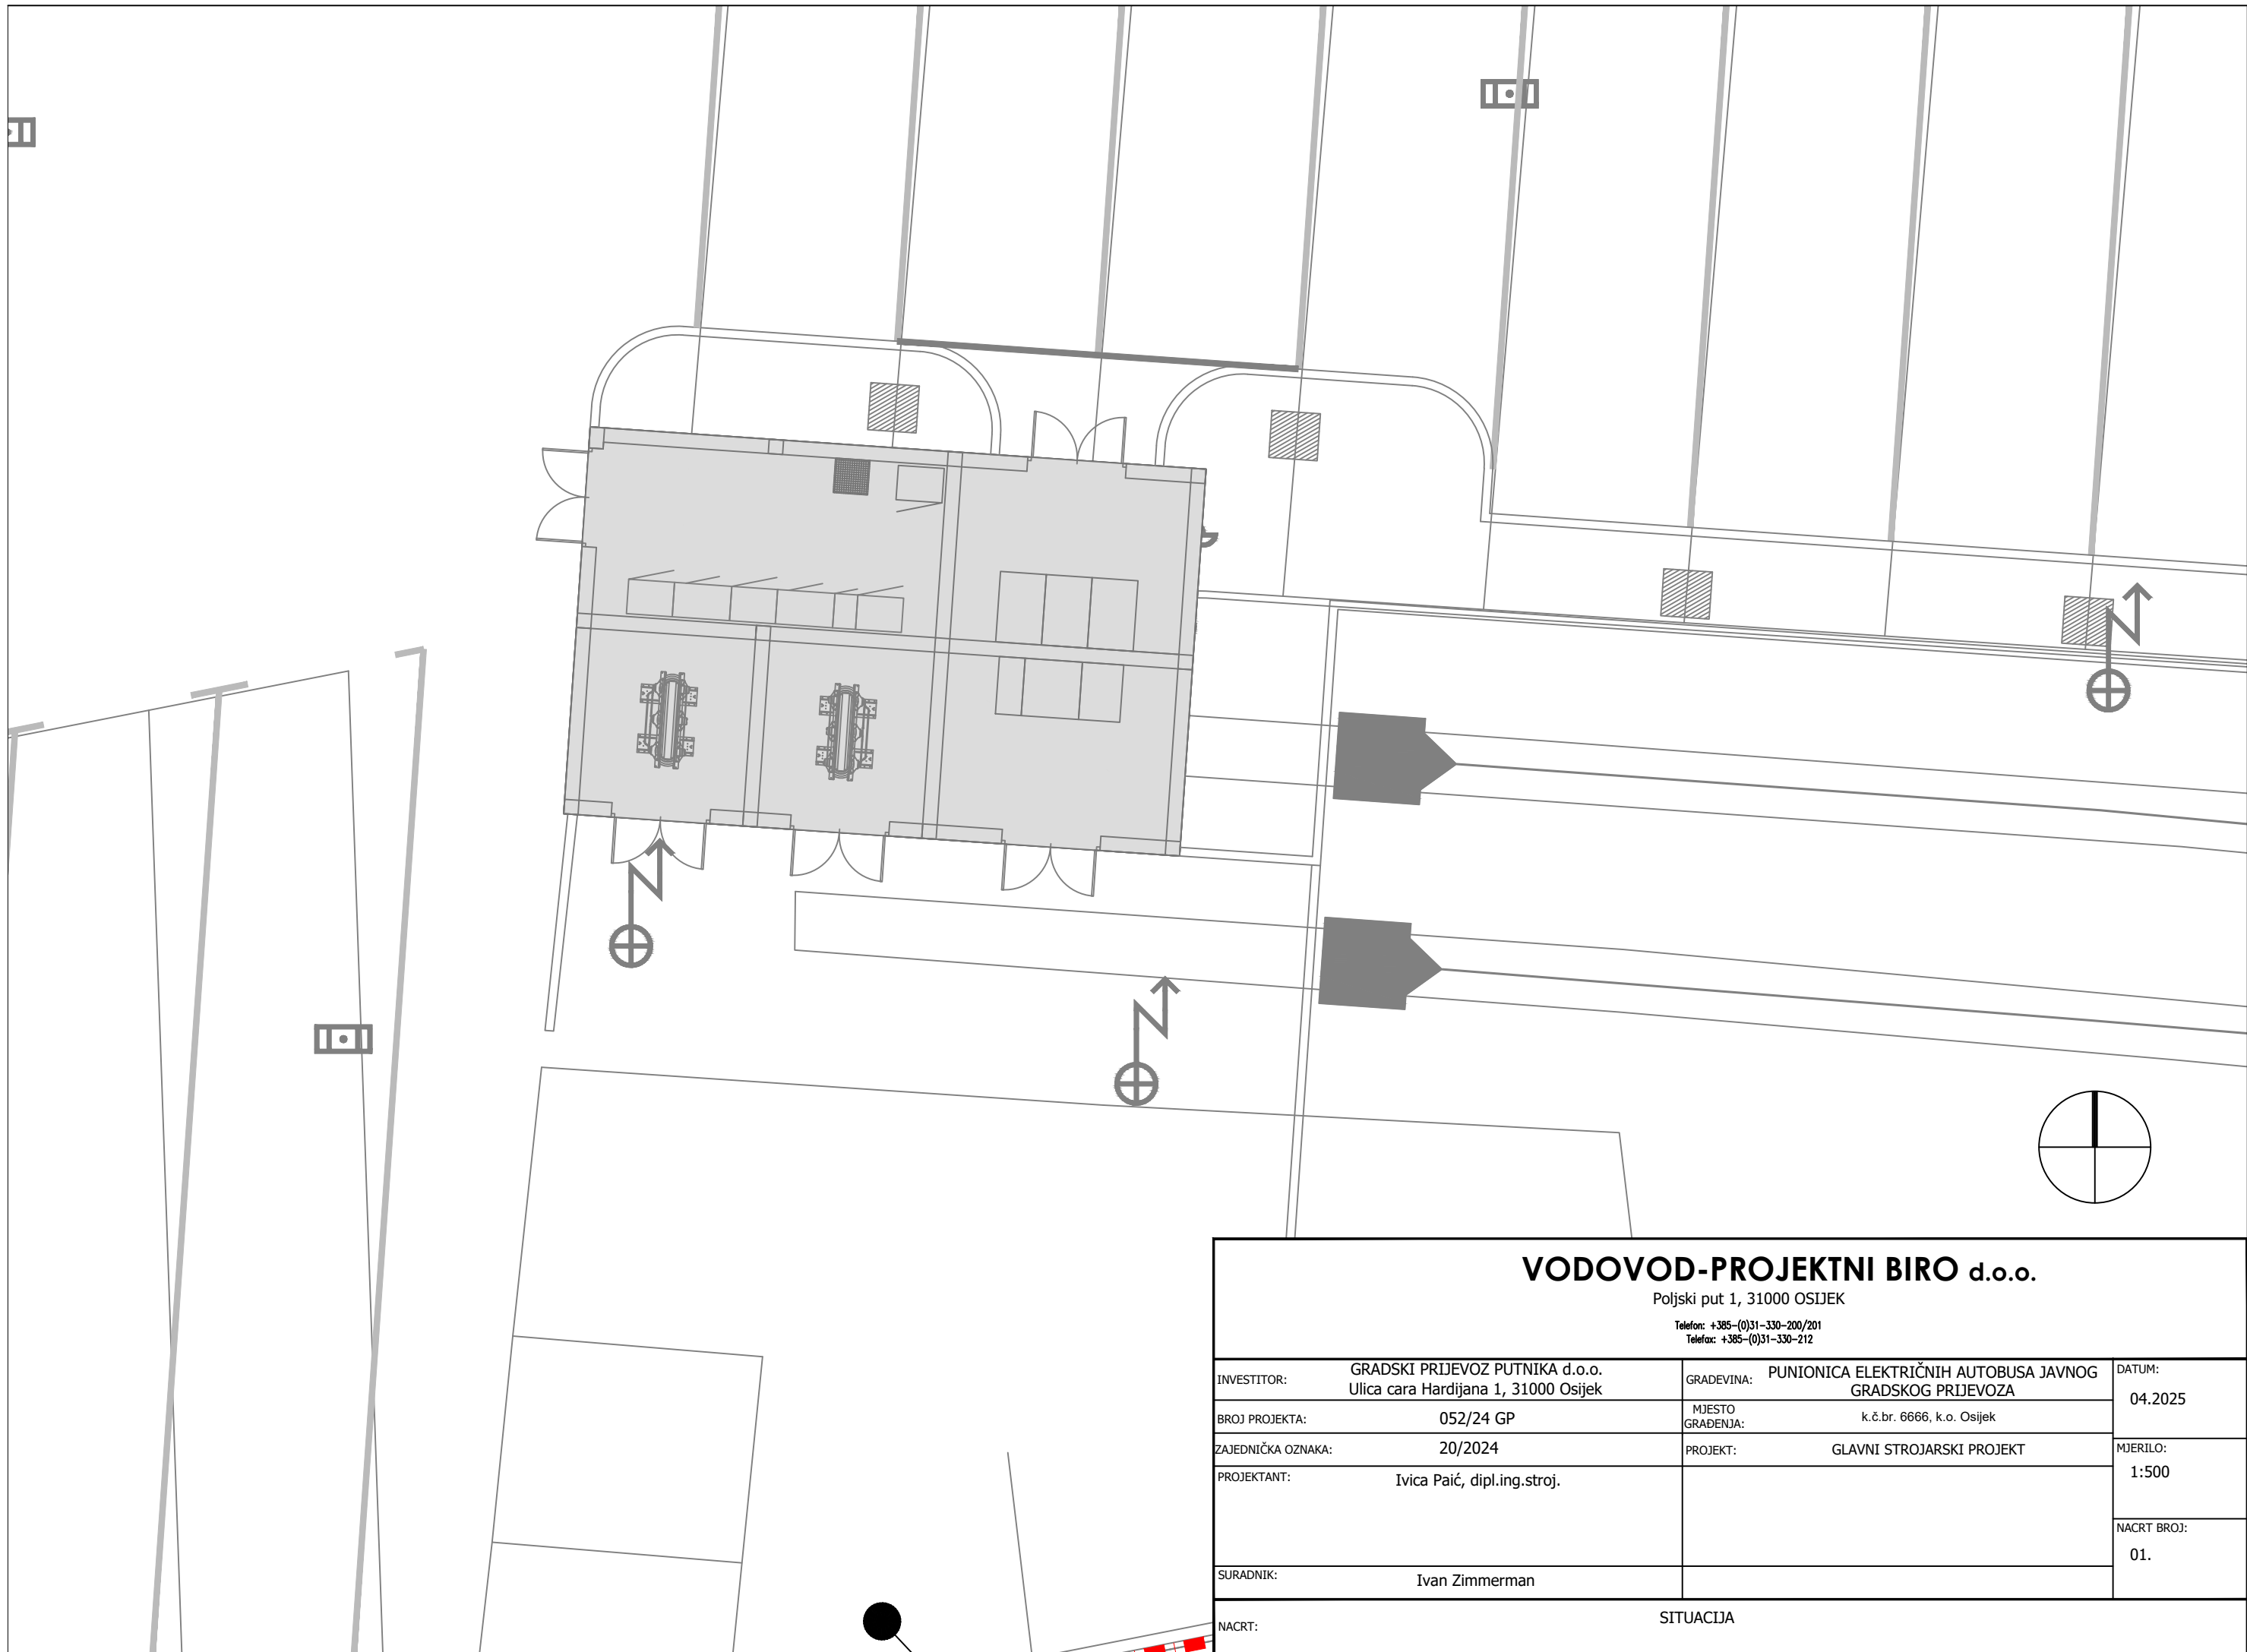 VODOVOD-PROJEKTNI BIRO d.o.o.
Poljski put 1, 31000 OSIJEK
Telefon: +385-(0)31-330-200/201
Telefax: +385-(0)31-330-212
INVESTITOR:
GRADSKI PRIJEVOZ PUTNIKA d.o.o.
Ulica cara Hardijana 1, 31000 Osijek
GRAĐEVINA:
PUNIONICA ELEKTRIČNIH AUTOBUSA JAVNOG
GRADSKOG PRIJEVOZA
DATUM:
04.2025
BROJ PROJEKTA:
052/24 GP
MJESTO
GRAĐENJA:
k.č.br. 6666, k.o. Osijek
ZAJEDNIČKA OZNAKA:
20/2024
PROJEKT:
GLAVNI STROJARSKI PROJEKT
MJERILO:
1:500
PROJEKTANT:
Ivica Paić, dipl.ing.stroj.
NACRT BROJ:
01.
SURADNIK:
Ivan Zimmerman
NACRT:
SITUACIJA